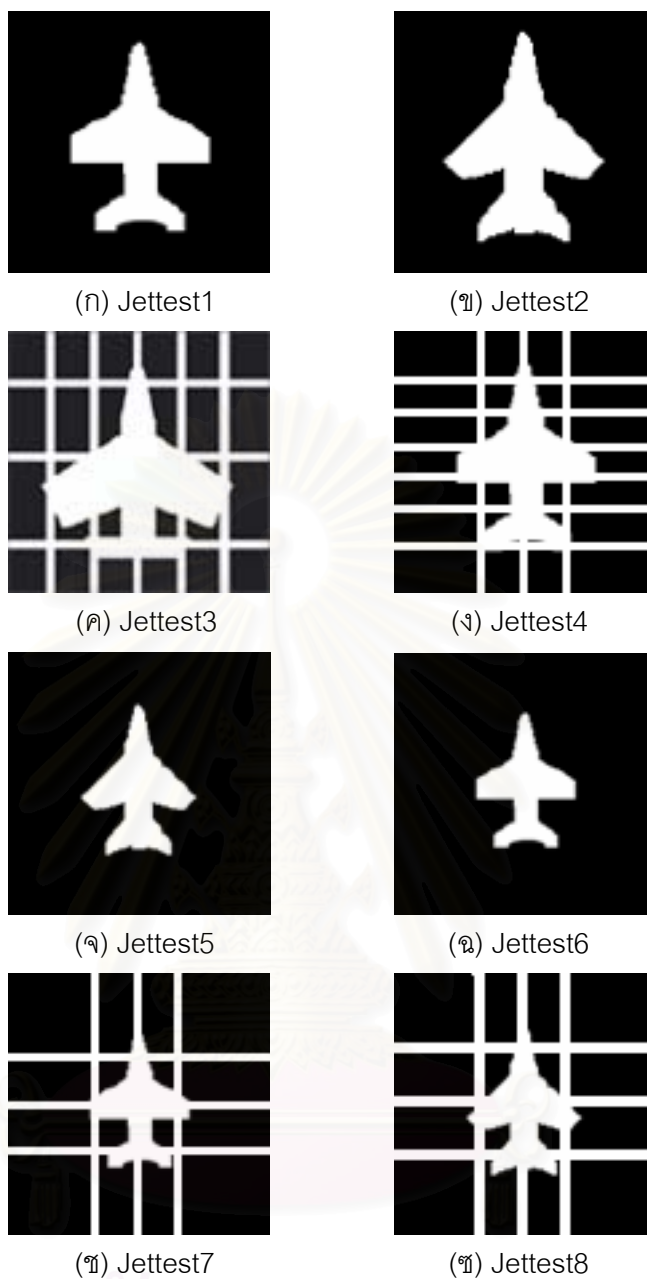 (ก) Jettest1
(ข) Jettest2
(ค) Jettest3
(ง) Jettest4
(จ) Jettest5
(ฉ) Jettest6
(ช) Jettest7
(ซ) Jettest8